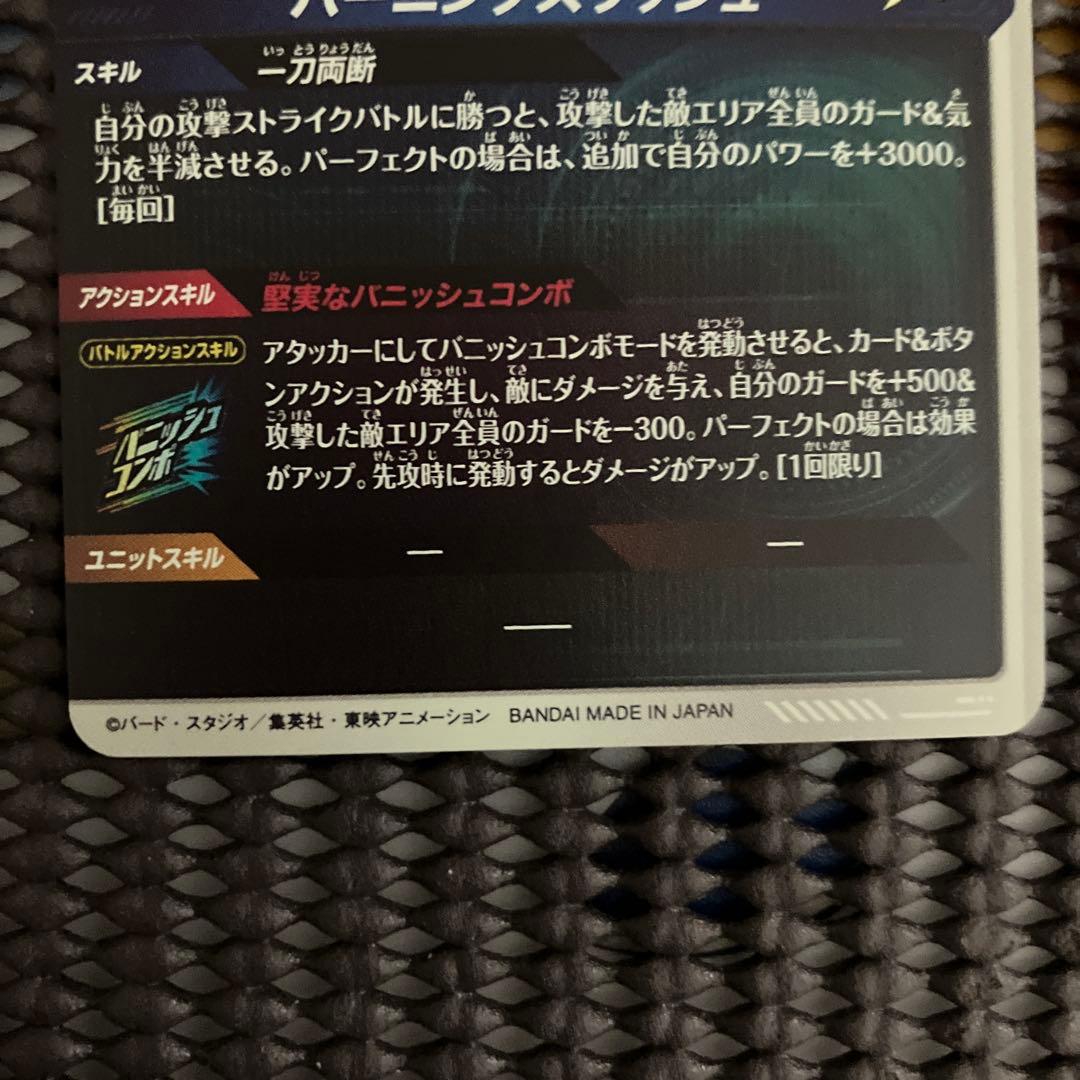 バーニングスラッシュ
スキル 一刀両断
自分の攻撃ストライクバトルに勝つと、攻撃した敵エリア全員のガード&気
力を半減させる。パーフェクトの場合は、追加で自分のパワーを+3000。
[毎回]
アクションスキル 堅実なバニッシュコンボ
バトルアクションスキル
バニッシュ
コンボ
アタッカーにしてバニッシュコンボモードを発動させると、カード&ボタ
ンアクションが発生し、敵にダメージを与え、自分のガードを+500&
攻撃した敵エリア全員のガードを-300。パーフェクトの場合は効果
がアップ。先攻時に発動するとダメージがアップ。[1回限り]
ユニットスキル ー ー
ー
©バード・スタジオ/集英社・東映アニメーション BANDAI MADE IN JAPAN